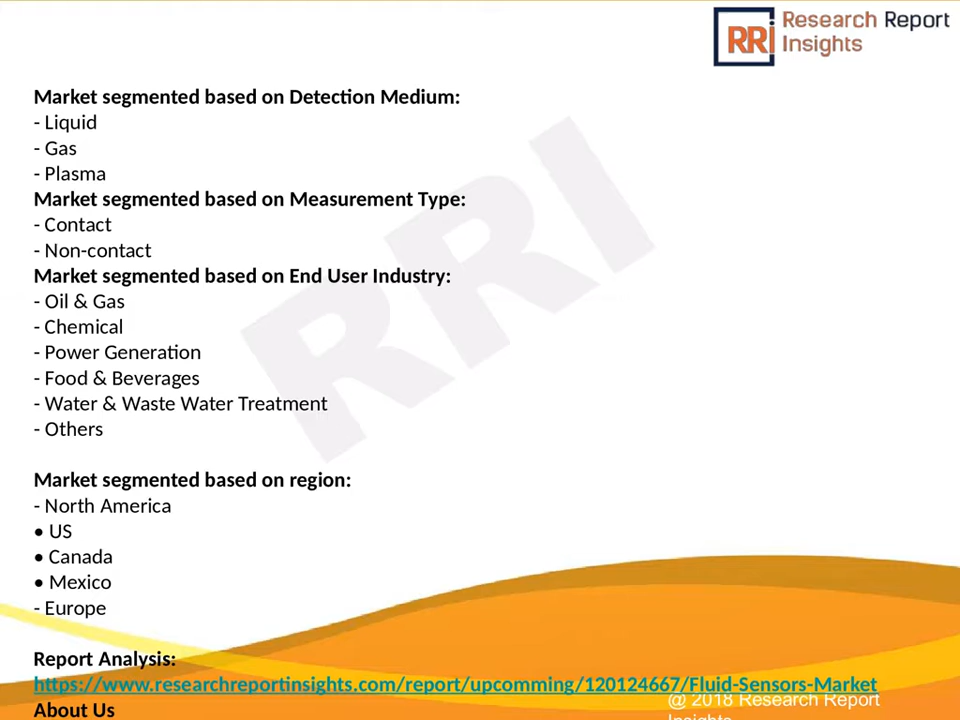 RRi Research Report
Insights
Market segmented based on Detection Medium:
- Liquid
- Gas
- Plasma
Market segmented based on Measurement Type:
- Contact
- Non-contact
Market segmented based on End User Industry:
- Oil & Gas
- Chemical
- Power Generation
- Food & Beverages
- Water & Waste Water Treatment
- Others
Market segmented based on region:
- North America
• US
• Canada
• Mexico
- Europe
Report Analysis:
https://www.researchreportinsights.com/report/upcomming/120124667/Fluid-Sensors-Market
@ 2018 Research Report
Insights
About Us
RRI